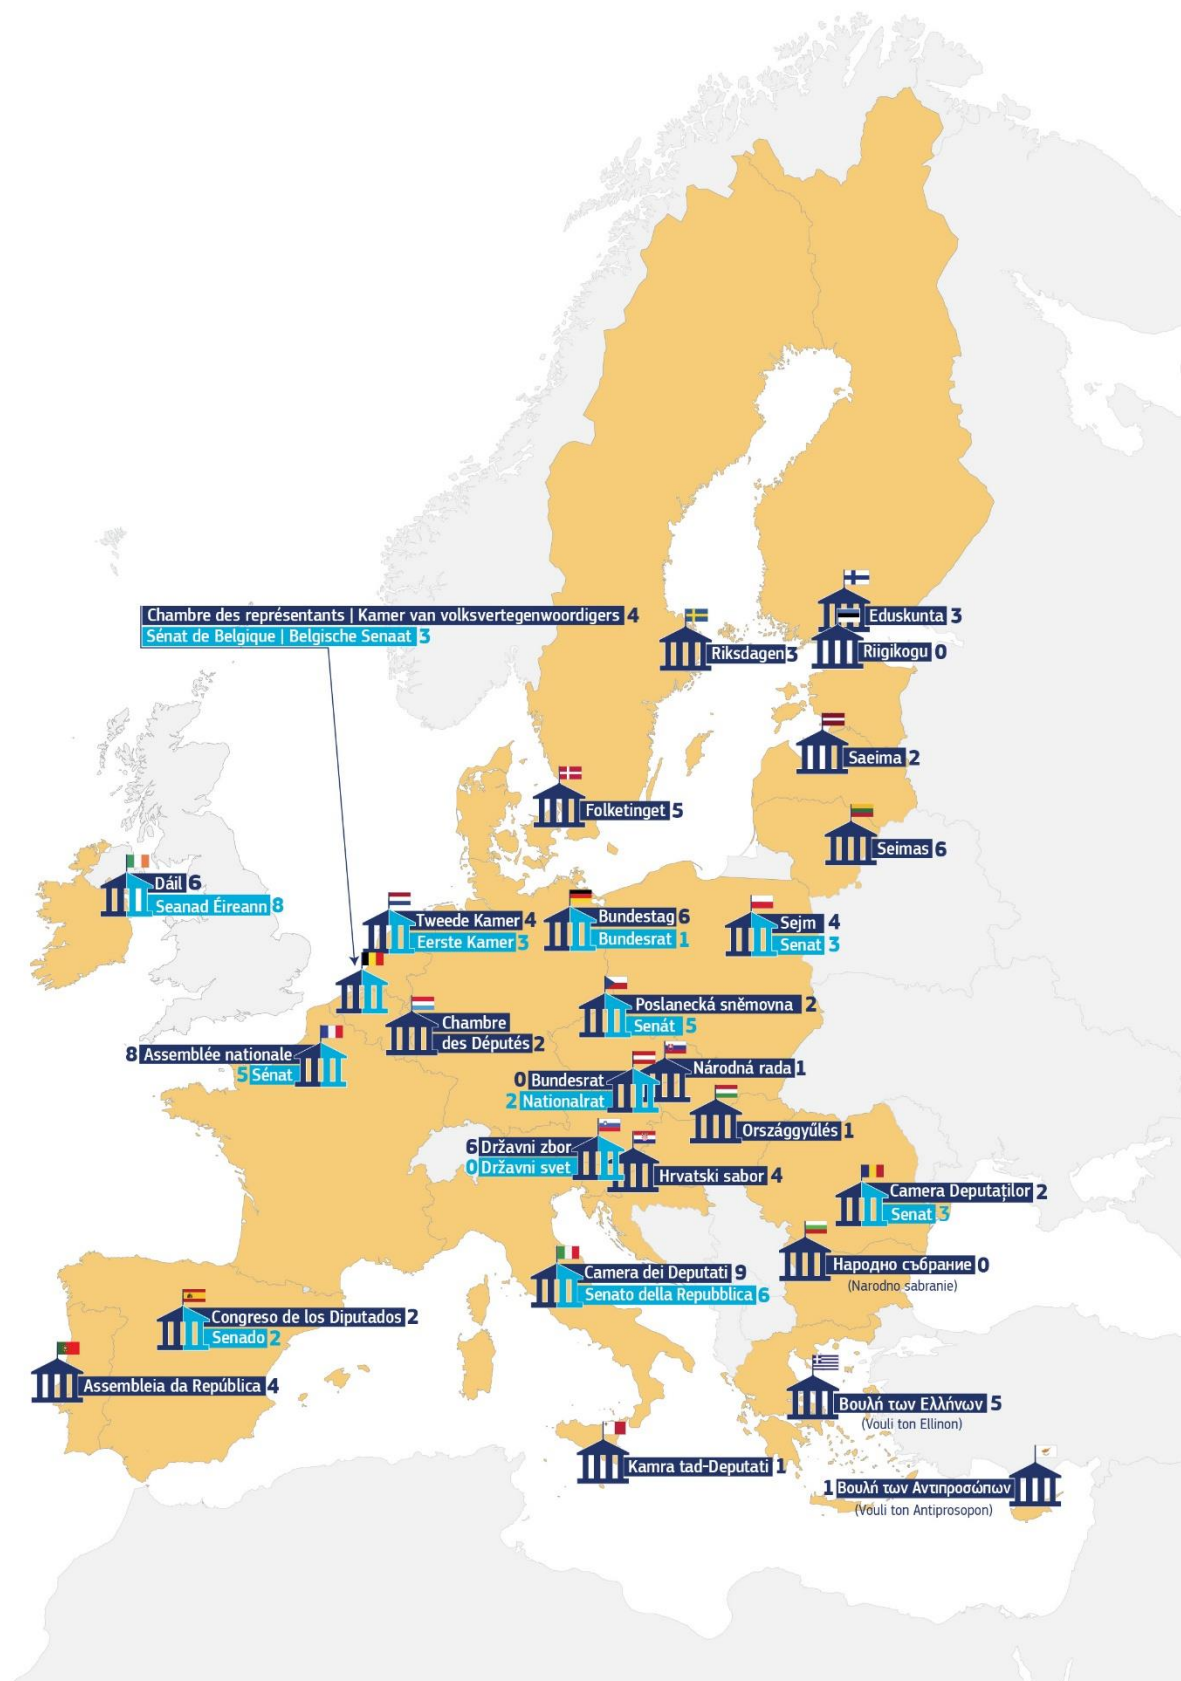 Chambre des représentants | Kamer van volksvertegenwoordigers 4
Sénat de Belgique | Belgische Senaat 3
Eduskunta 3
Riksdagen 3
Riigikogu 0
Saeima 2
Folketinget 5
Seimas 6
Dáil 6
Seanad Éireann 8
Tweede Kamer 4
Eerste Kamer 3
Bundestag 6
Bundesrat 1
Sejm 4
Senat 3
Poslanecká sněmovna 2
Senát 5
Chambre
des Députés 2
8 Assemblée nationale
5 Sénat
Národná rada 1
0 Bundesrat
2 Nationalrat
Országgyűlés 1
6 Državni zbor
0 Državni svet
Hrvatski sabor 4
Camera Deputaților 2
Senat 3
Народно събрание 0
(Narodno sabranie)
Camera dei Deputati 9
Senato della Repubblica 6
Congreso de los Diputados 2
Senado 2
Assembleia da República 4
Βουλή των Ελλήνων 5
(Vouli ton Ellinon)
Kamra tad-Deputati 1
1 Βουλή των Αντιπροσώπων
(Vouli ton Antiprosopon)